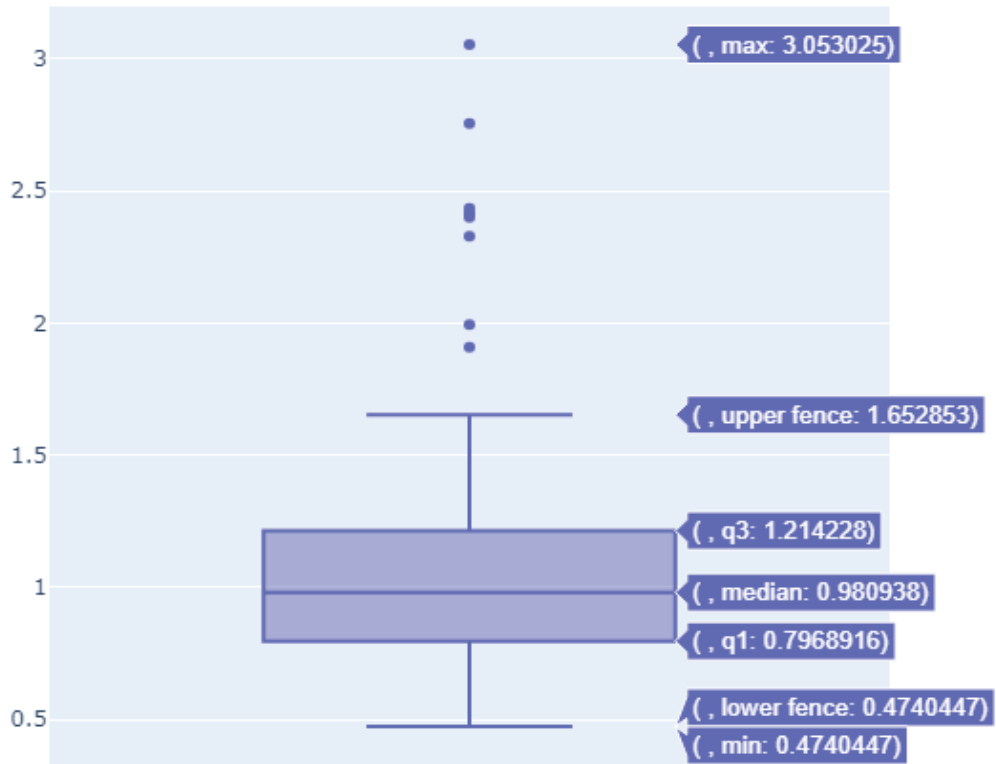 3
( , max: 3.053025)
2.5
2
( , upper fence: 1.652853)
1.5
( , q3: 1.214228)
1
( , median: 0.980938)
( , q1: 0.7968916)
( , lower fence: 0.4740447)
0.5
( , min: 0.4740447)